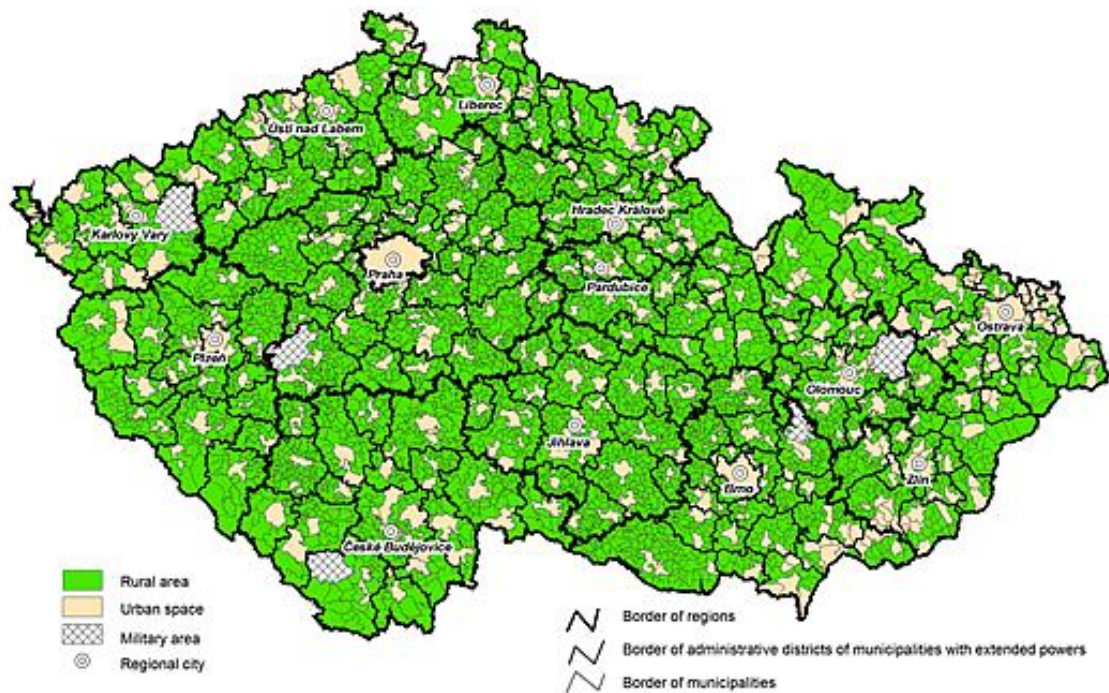 Liberec
Ústí nad Labem
Hradec Králové
Karlovy Vary
Praha
Pardubice
Ostrava
Plzeň
Olomouc
Jihlava
Brno
Zlín
České Budějovice
Rural area
Urban space
Military area
Regional city
Border of regions
Border of administrative districts of municipalities with extended powers
Border of municipalities